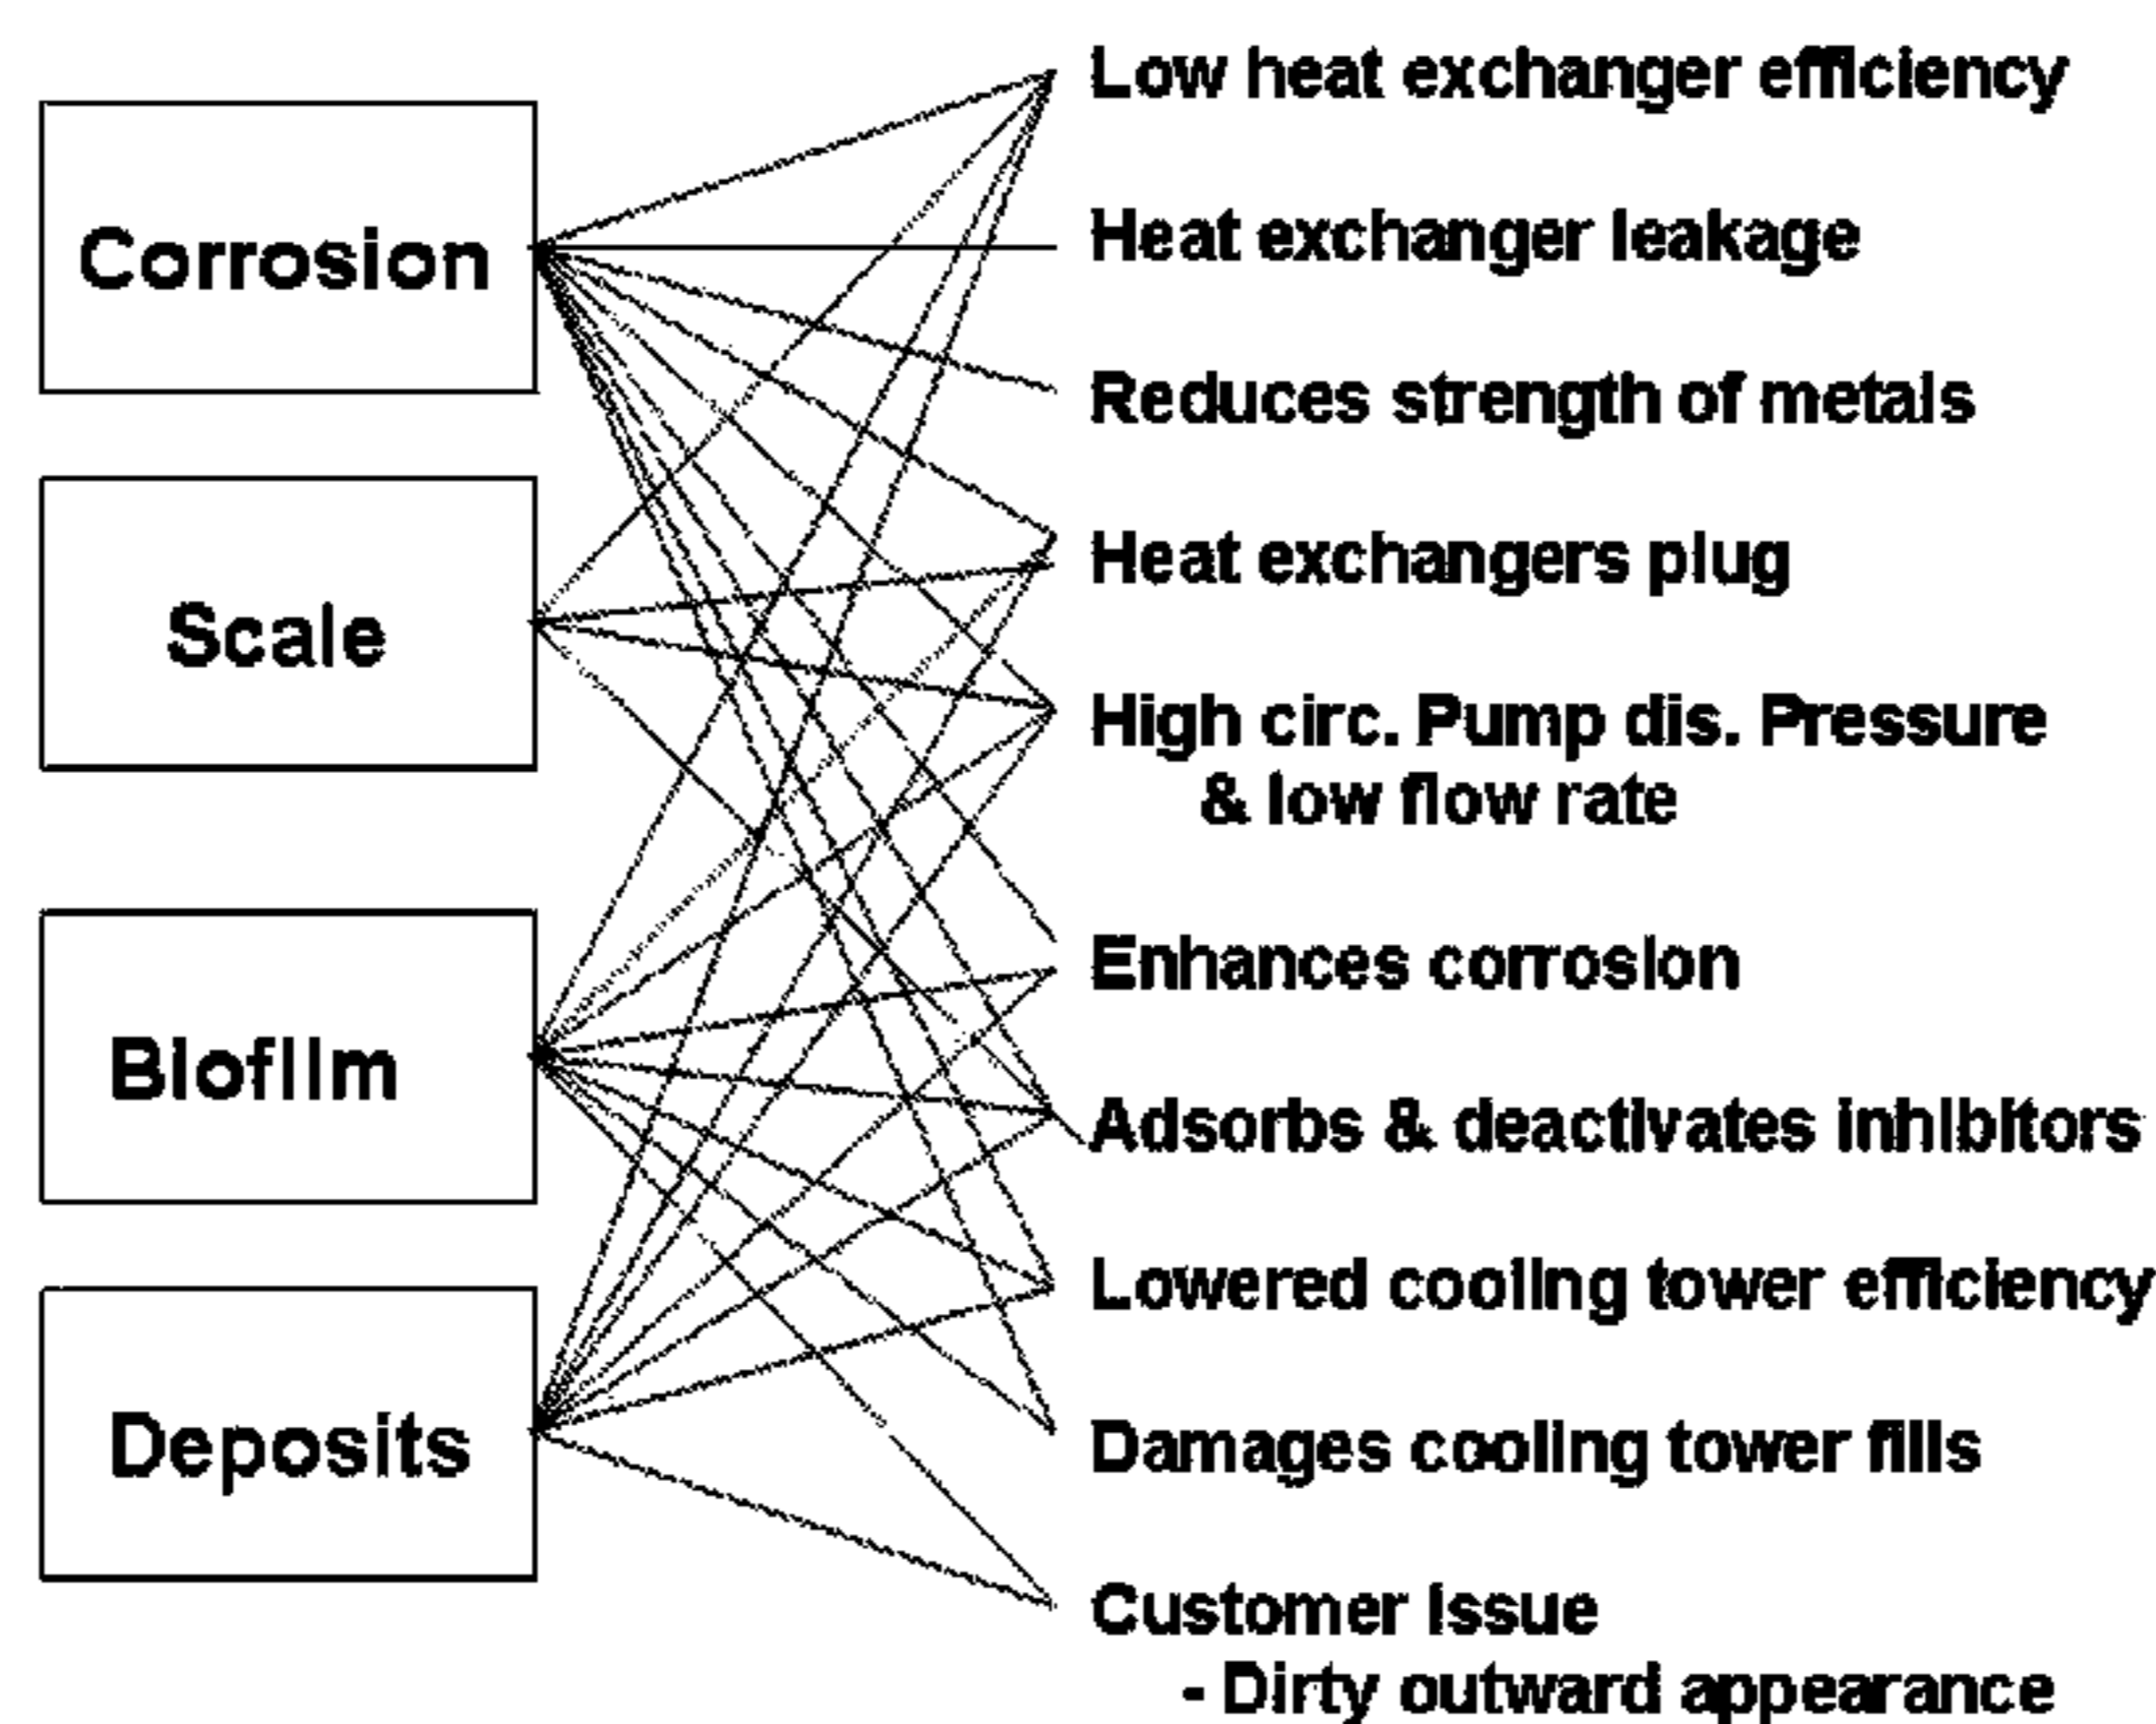 Corrosion
Scale
Biofilm
Deposits
Low heat exchanger efficiency
Heat exchanger leakage
Reduces strength of metals
Heat exchangers plug
High circ. Pump dis. Pressure
& low flow rate
Enhances corrosion
Adsorbs & deactivates inhibitors
Lowered cooling tower efficiency
Damages cooling tower fills
Customer issue
- Dirty outward appearance